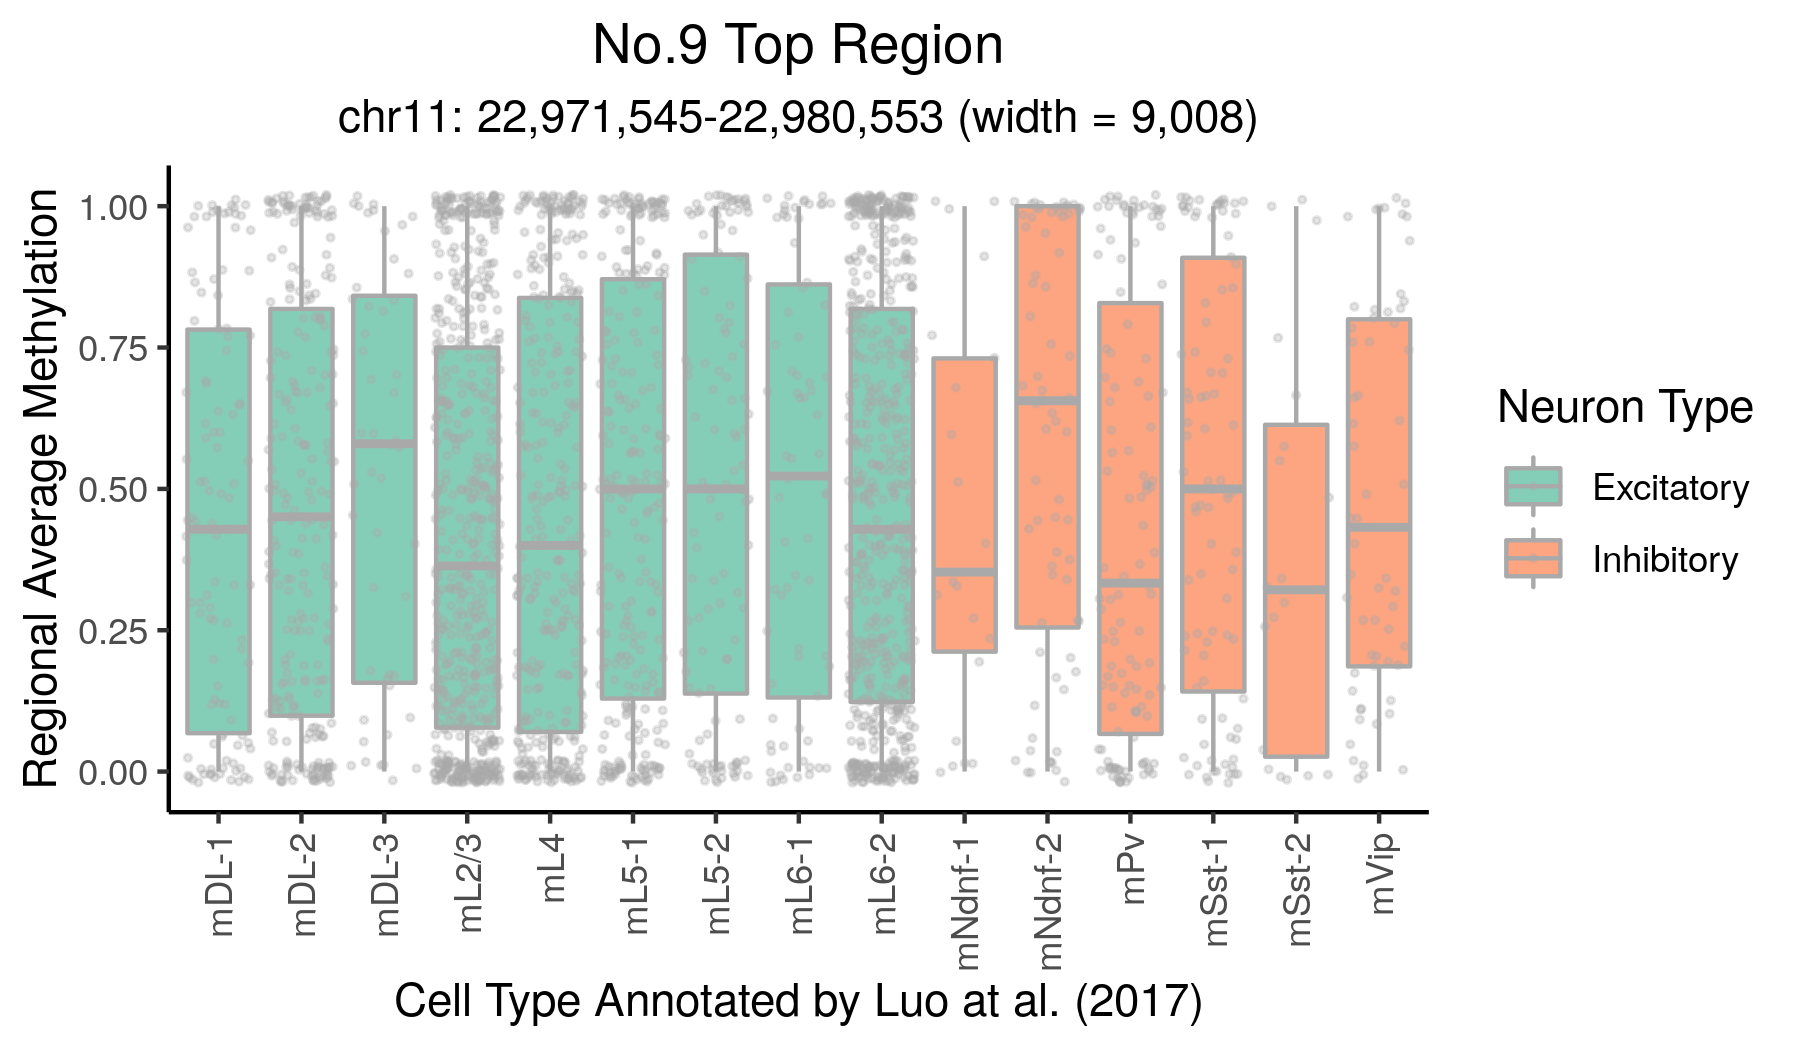 No.9 Top Region
chr11: 22,971,545-22,980,553 (width = 9,008)
Regional Average Methylation
1.00
0.75
0.50
0.25
0.00
mDL-1
mDL-2
mDL-3
mL2/3
mL4
mL5-1
mL5-2
mL6-1
mL6-2
mNdnf-1
mNdnf-2
mPv
mSst-1
mSst-2
mVip
Cell Type Annotated by Luo at al. (2017)
Neuron Type
Excitatory
Inhibitory